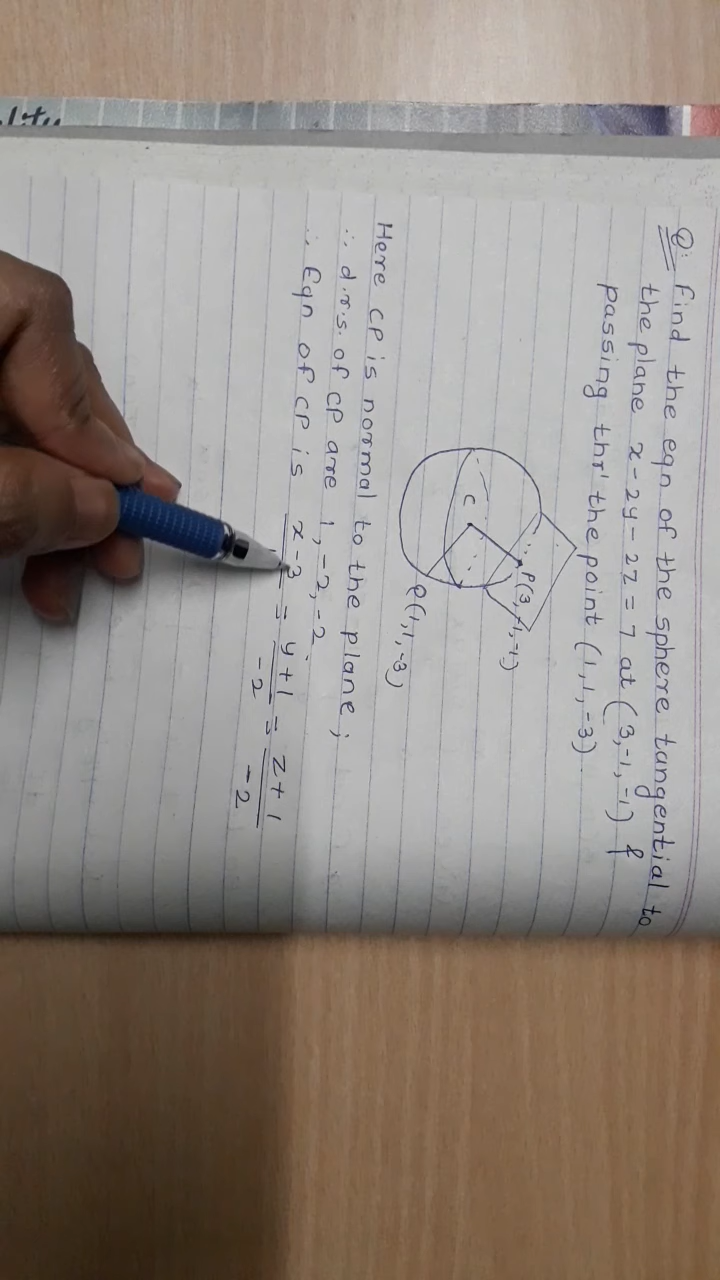 Q: find the eqn of the sphere tangential to
the plane x - 2y - 2z = 7 at (3,-1,-1) &
passing thr' the point (1,1,-3).
C
P(3,-1,-1)
Q(1,1,-3)
Here CP is normal to the plane;
∴ d.r.s. of CP are 1, -2, -2.
∴ Eqn of CP is x-3 = y+1 = z+1
-2 -2